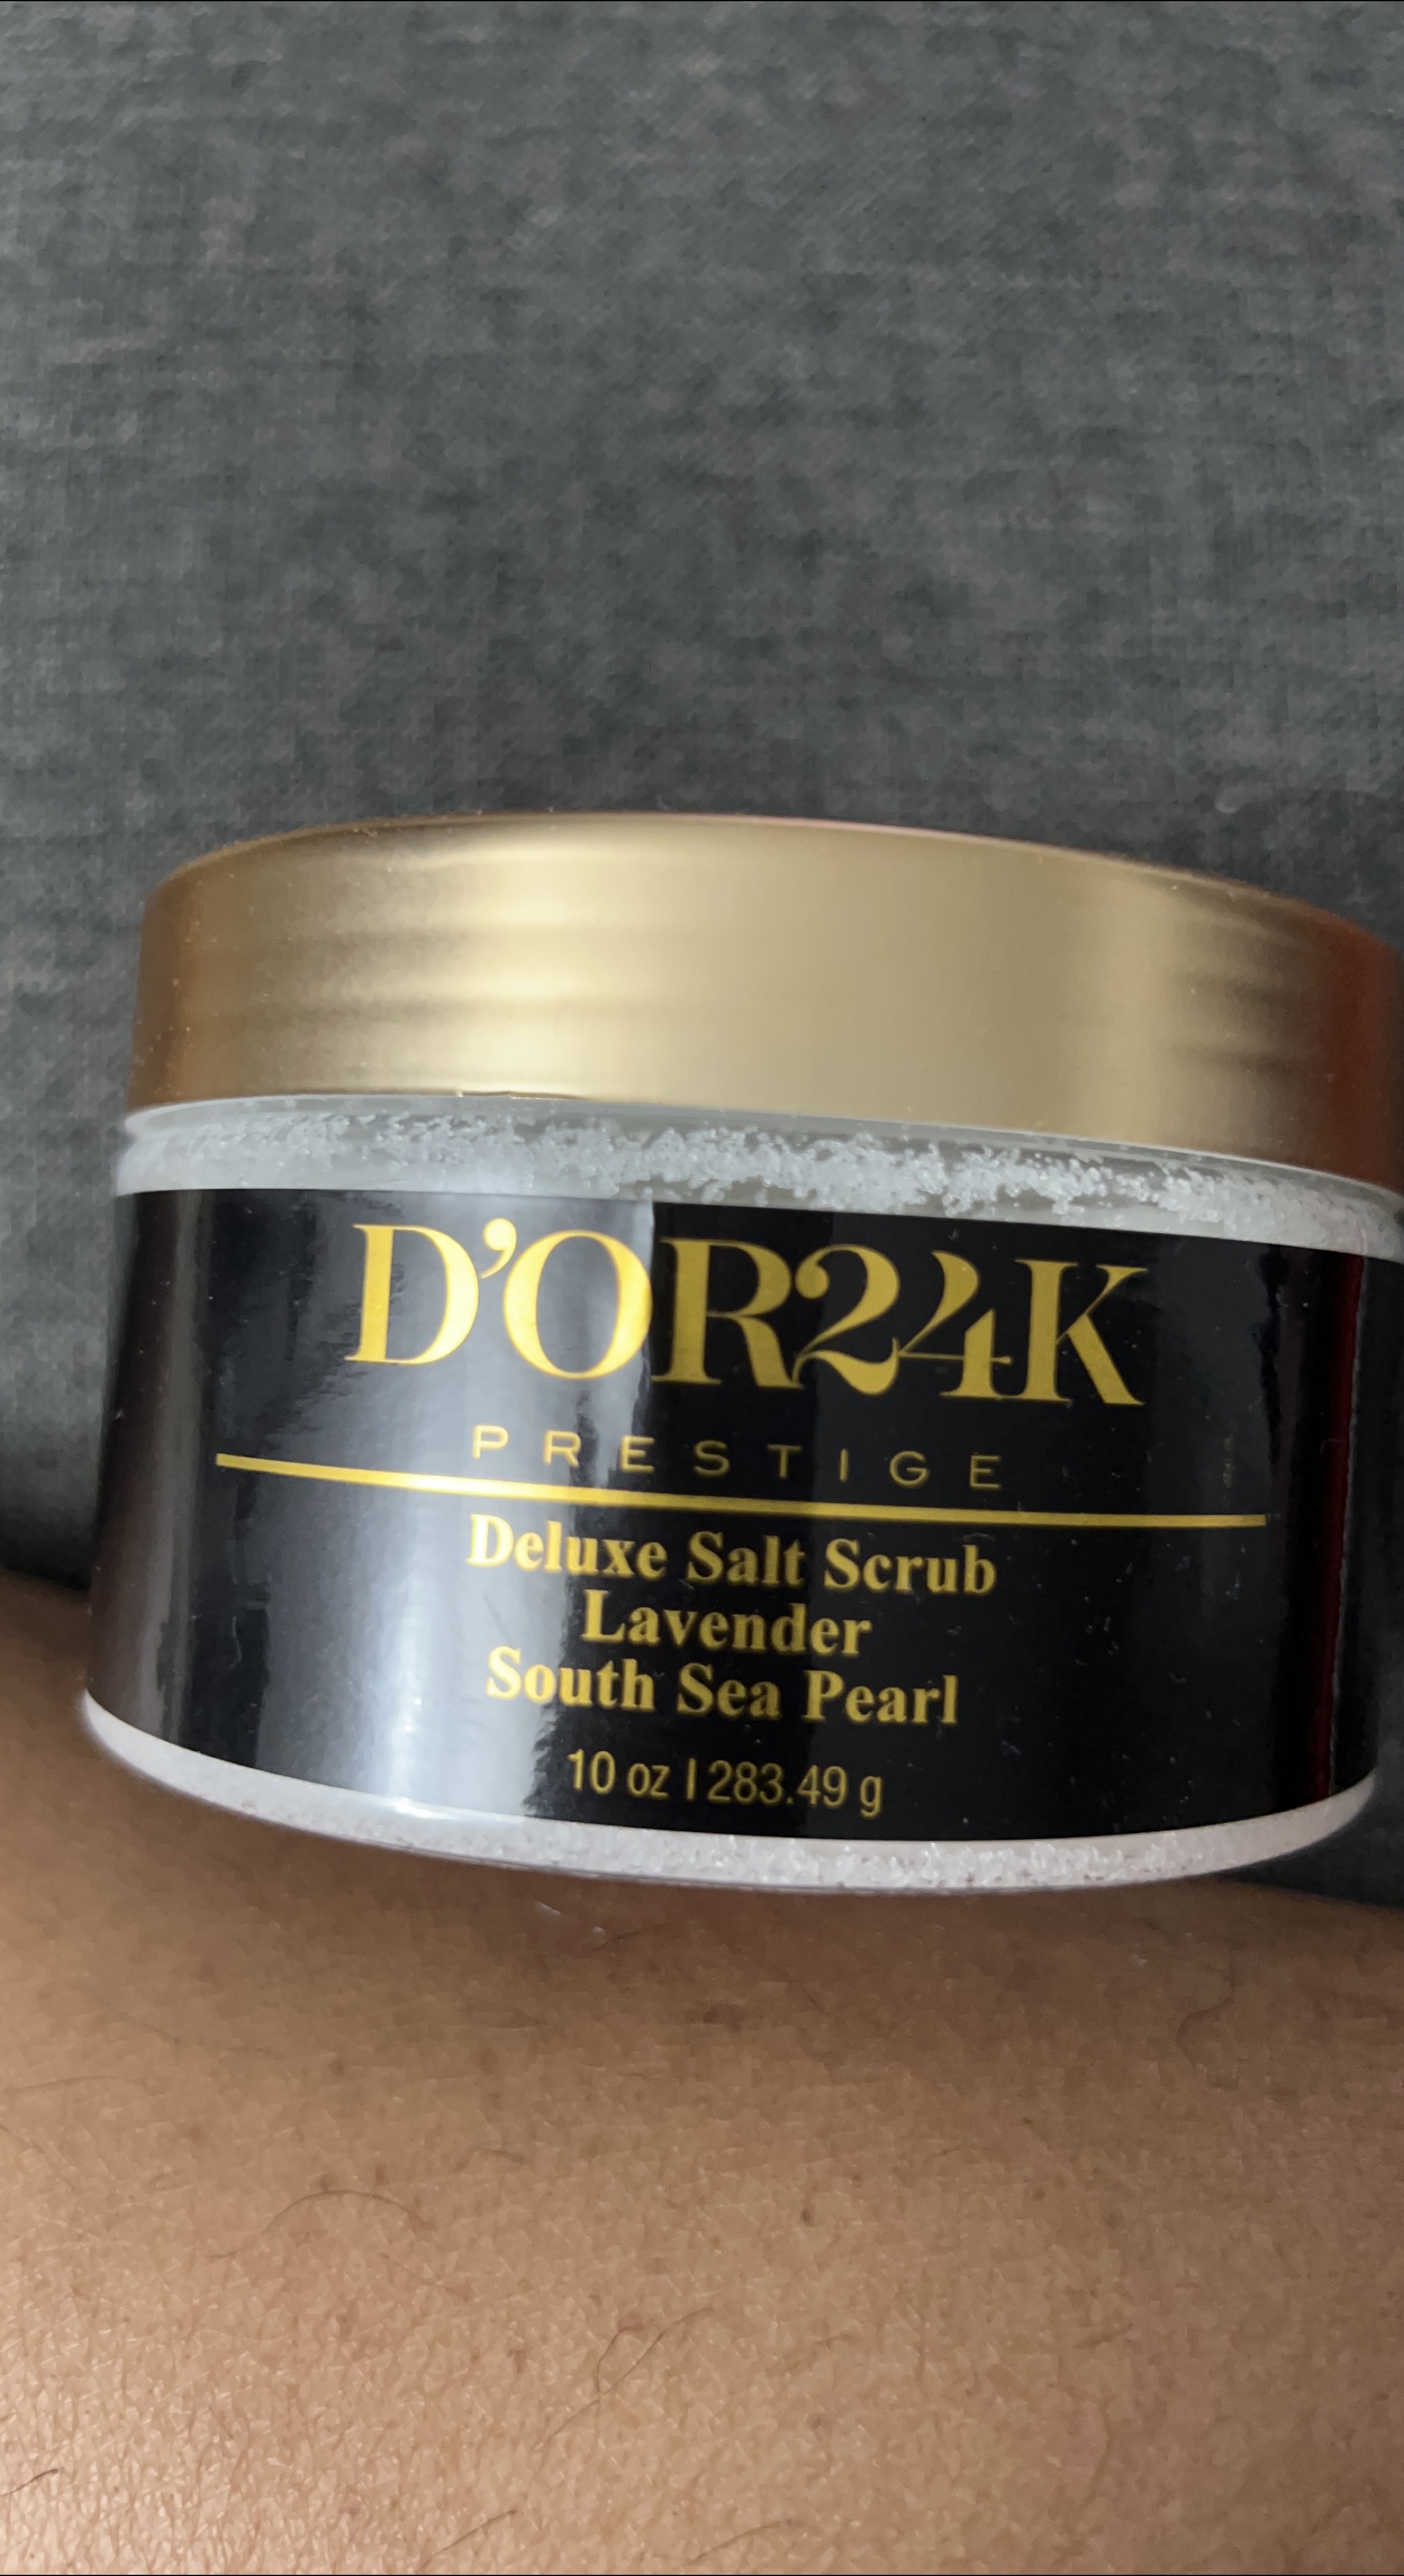 D'OR24K
PRESTIGE
Deluxe Salt Scrub
Lavender
South Sea Pearl
10 oz | 283.49 g